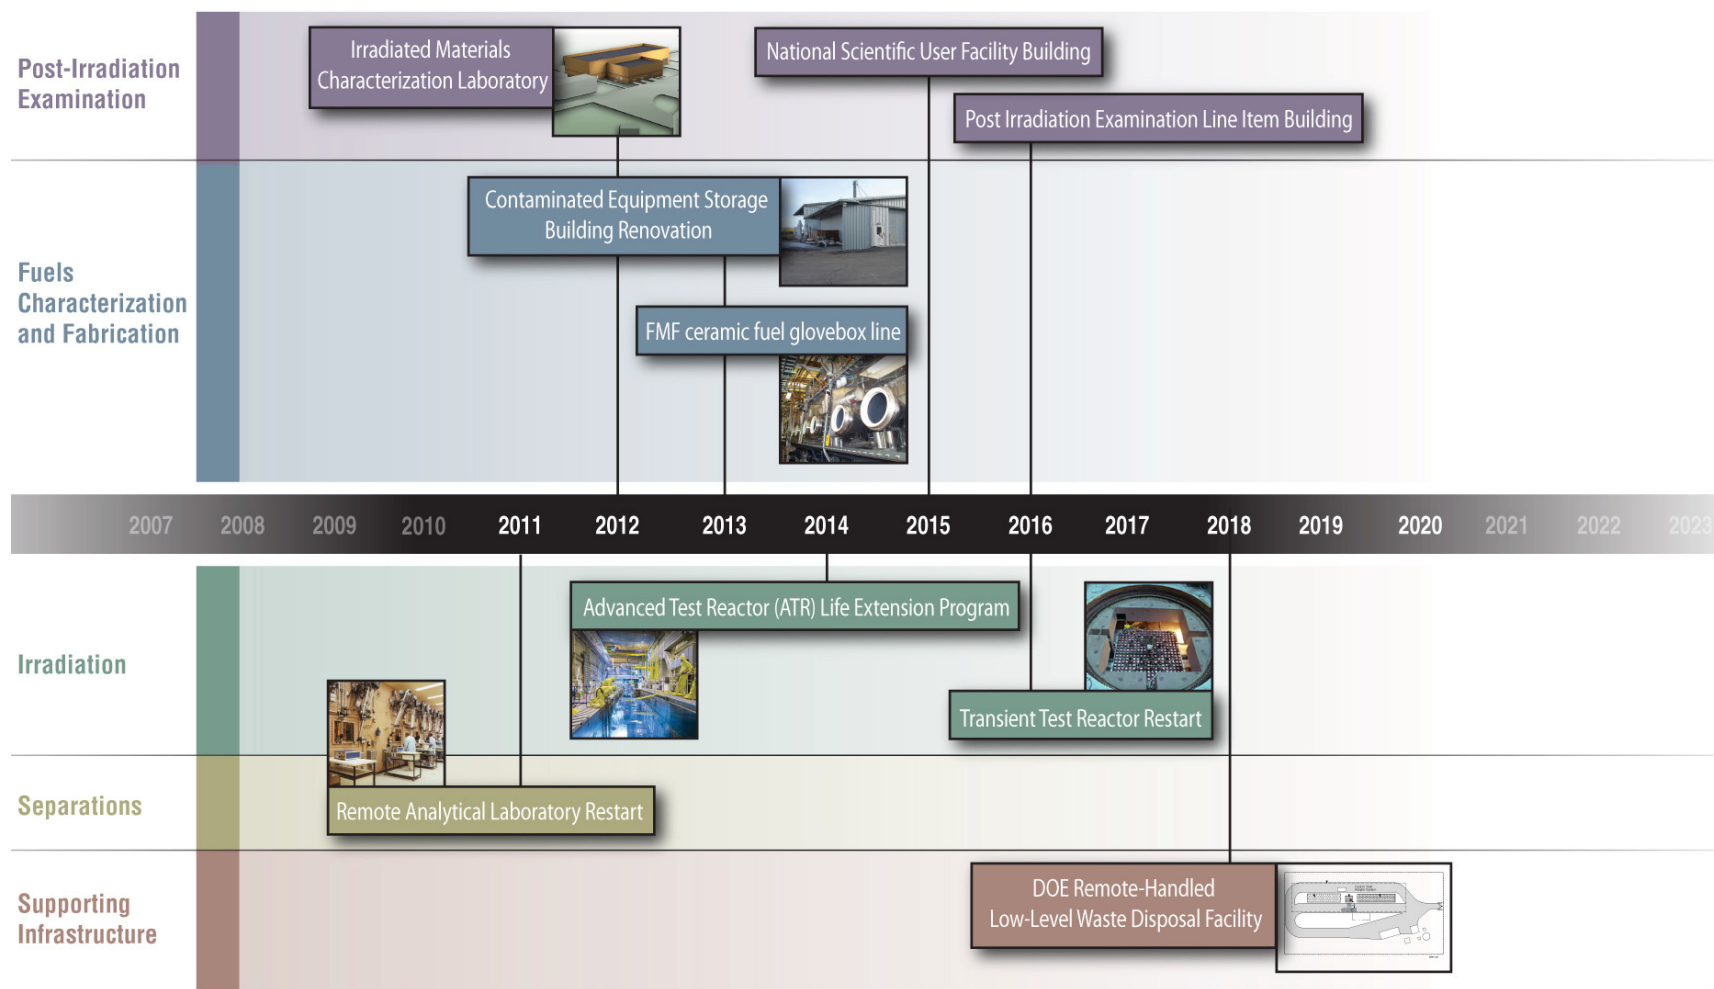 Post-Irradiation
Examination
Irradiated Materials
Characterization Laboratory
National Scientific User Facility Building
Post Irradiation Examination Line Item Building
Fuels
Characterization
and Fabrication
Contaminated Equipment Storage
Building Renovation
FMF ceramic fuel glovebox line
2007 2008 2009 2010 2011 2012 2013 2014 2015 2016 2017 2018 2019 2020 2021 2022 2023
Irradiation
Advanced Test Reactor (ATR) Life Extension Program
Transient Test Reactor Restart
Separations
Remote Analytical Laboratory Restart
Supporting
Infrastructure
DOE Remote-Handled
Low-Level Waste Disposal Facility